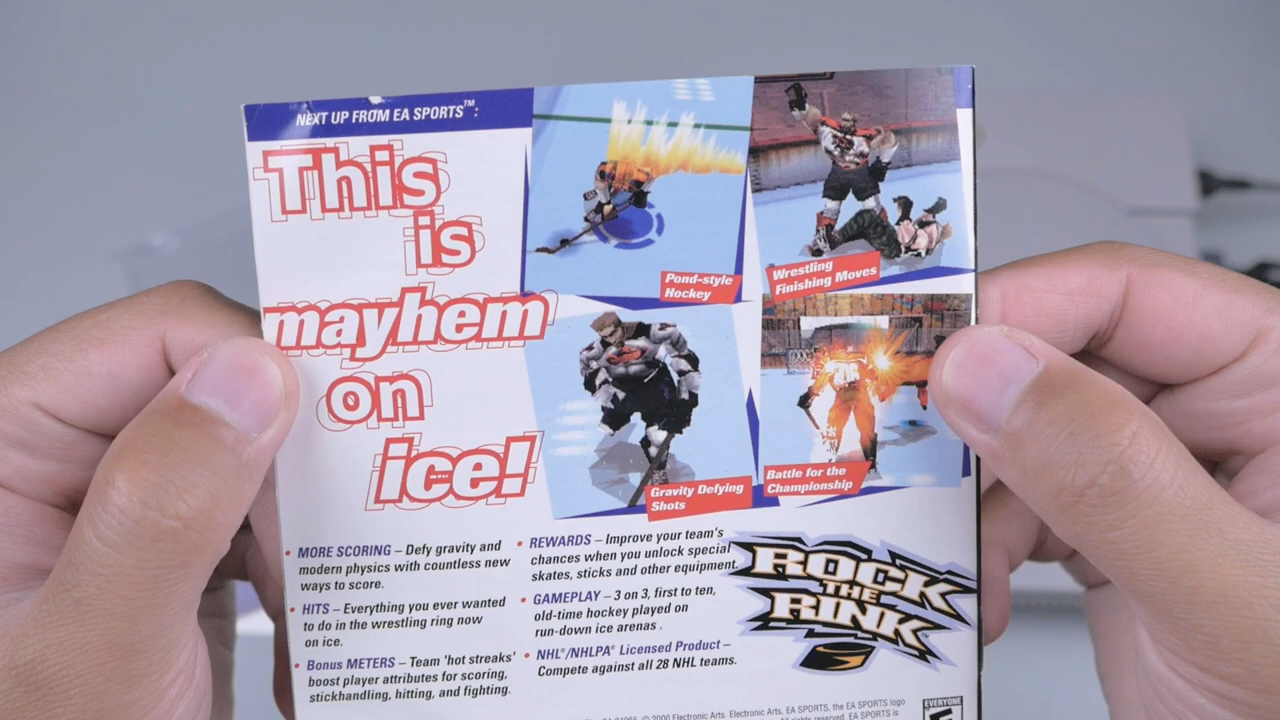 NEXT UP FROM EA SPORTS™:
This
is
mayhem
on
ice!
Pond-style
Hockey
Wrestling
Finishing Moves
Gravity Defying
Shots
Battle for the
Championship
• MORE SCORING – Defy gravity and
modern physics with countless new
ways to score.
• HITS – Everything you ever wanted
to do in the wrestling ring now
on ice.
• Bonus METERS – Team 'hot streaks'
boost player attributes for scoring,
stickhandling, hitting, and fighting.
• REWARDS – Improve your team's
chances when you unlock special
skates, sticks and other equipment.
• GAMEPLAY – 3 on 3, first to ten,
old-time hockey played on
run-down ice arenas .
• NHL®/NHLPA® Licensed Product –
Compete against all 28 NHL teams.
ROCK
THE
RINK
© 2000 Electronic Arts. Electronic Arts, EA SPORTS, the EA SPORTS logo
rights reserved. EA SPORTS is
EVERYONE